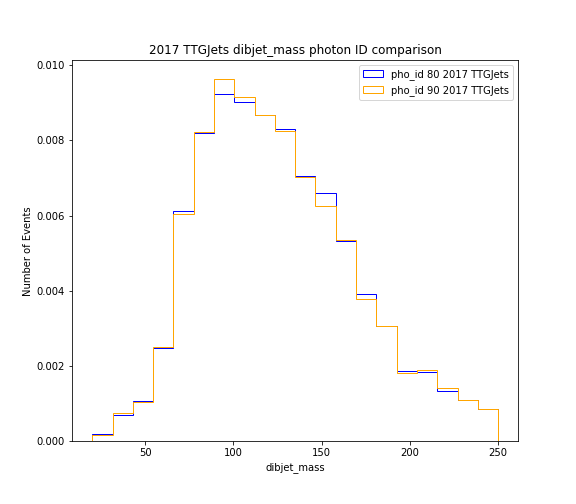 2017 TTGJets dibjet_mass photon ID comparison
pho_id 80 2017 TTGJets
pho_id 90 2017 TTGJets
0.010
0.008
0.006
0.004
0.002
0.000
Number of Events
50
100
150
200
250
dibjet_mass